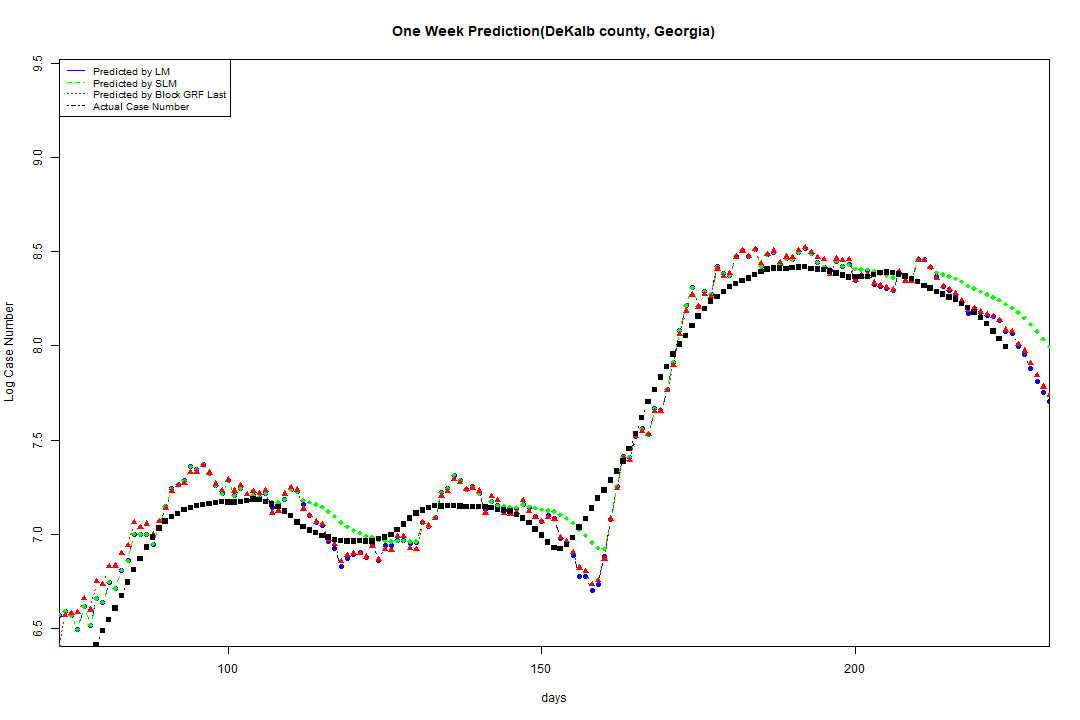 One Week Prediction(DeKalb county, Georgia)
Predicted by LM
Predicted by SLM
Predicted by Block GRF Last
Actual Case Number
9.5
9.0
8.5
8.0
7.5
7.0
6.5
Log Case Number
100
150
200
days